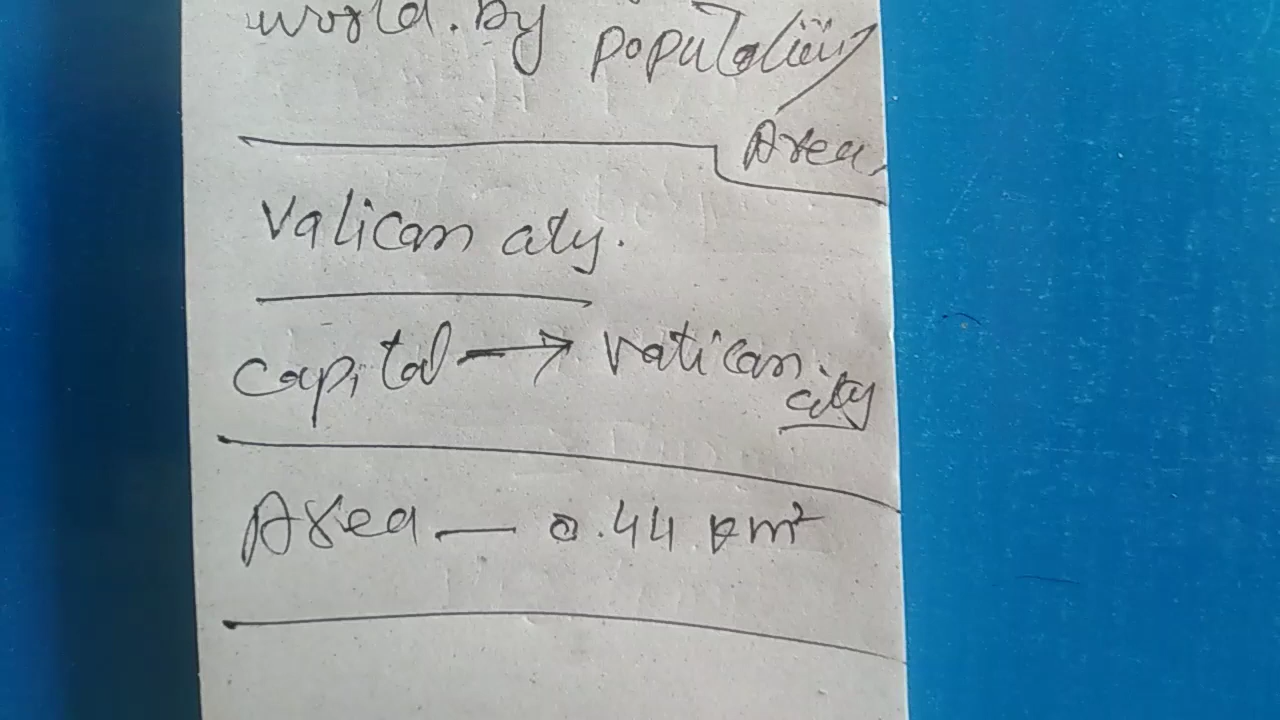 world. By population/
Area
Vatican city.
Capital → Vatican
city
Area — 0.44 km²